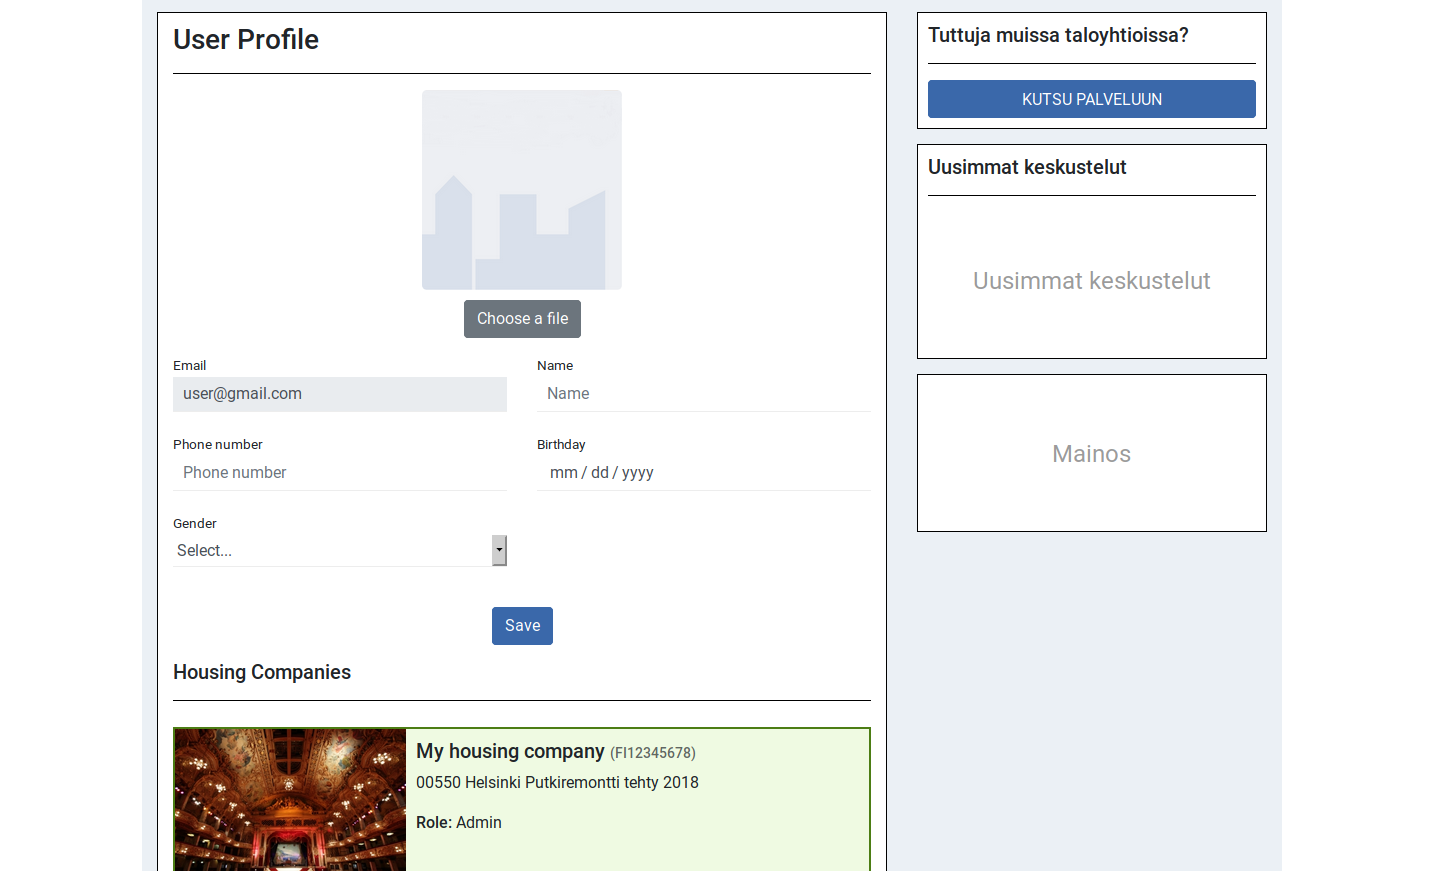 User Profile
Choose a file
Email
Name
user@gmail.com
Name
Phone number
Birthday
Phone number
mm / dd / yyyy
Gender
Select...
Save
Housing Companies
My housing company (FI12345678)
00550 Helsinki Putkiremontti tehty 2018
Role: Admin
Tuttuja muissa taloyhtioissa?
KUTSU PALVELUUN
Uusimmat keskustelut
Uusimmat keskustelut
Mainos